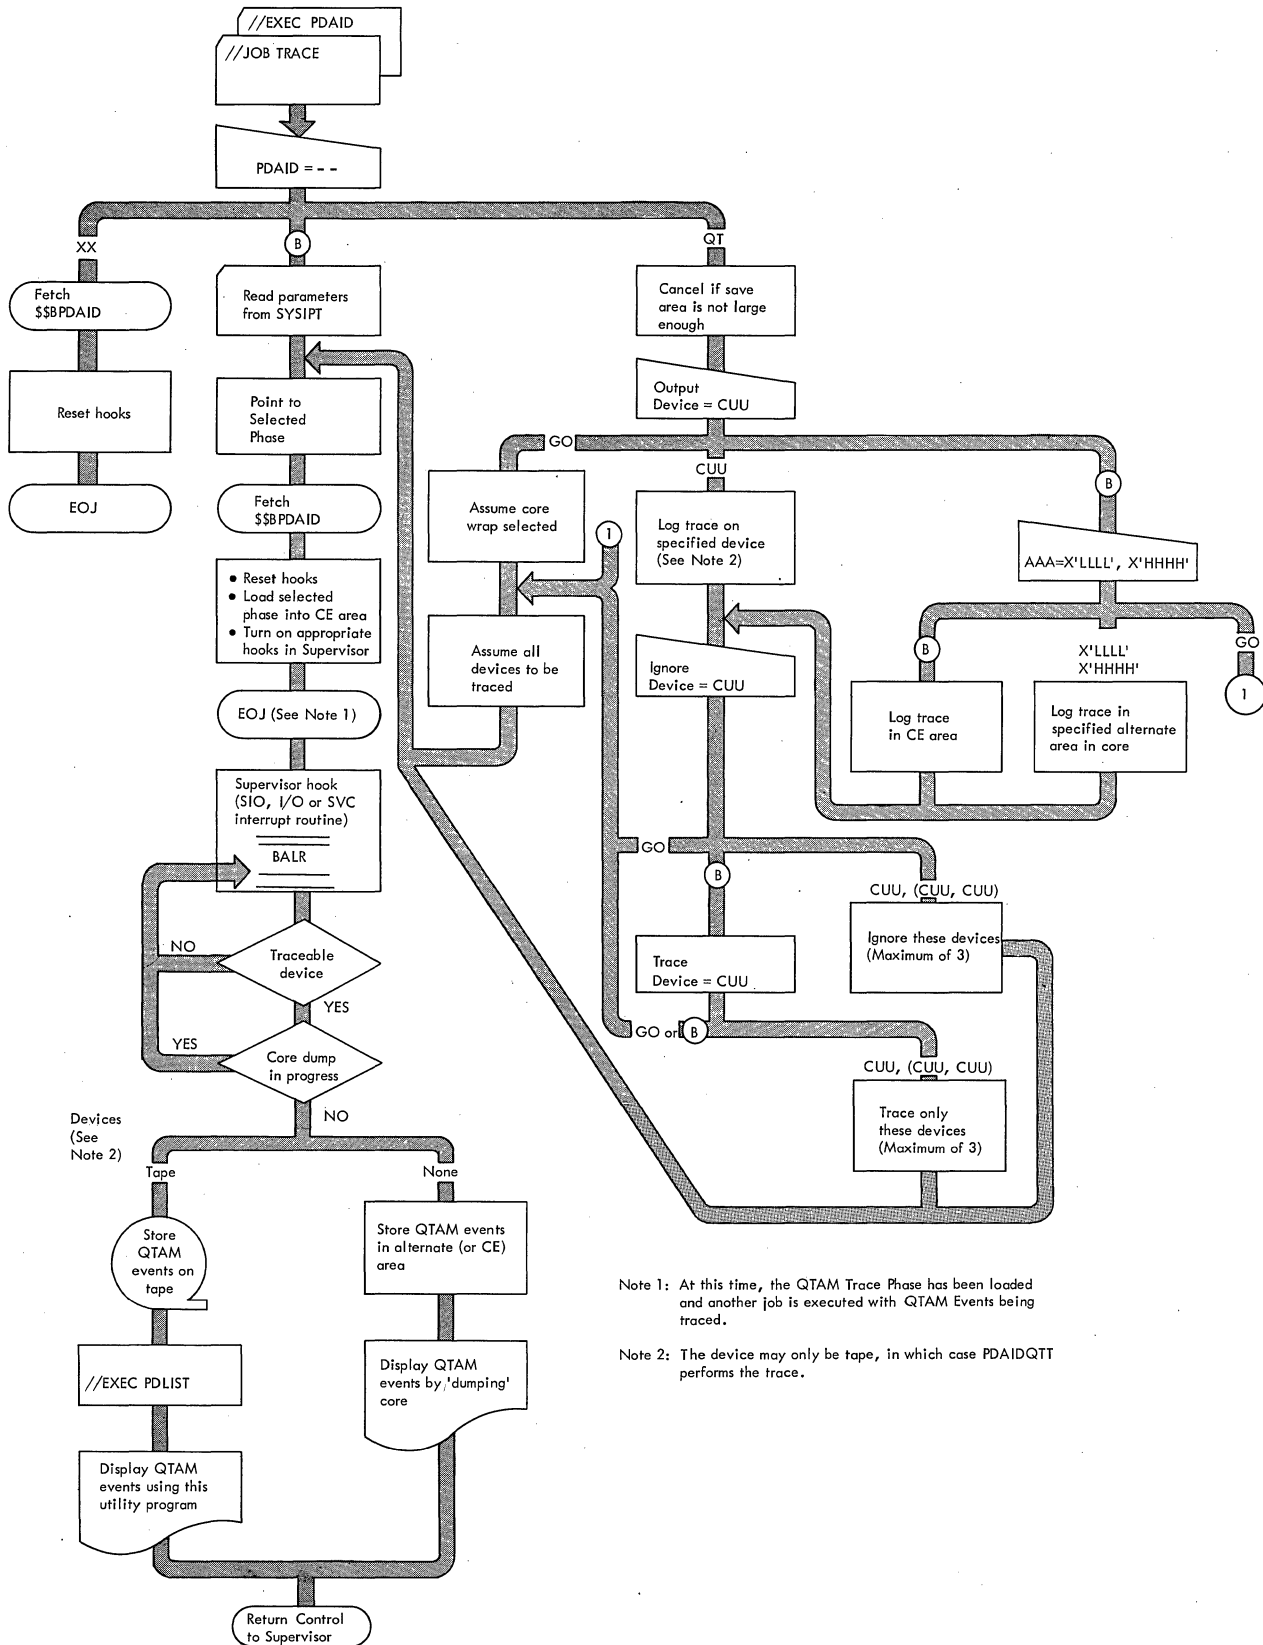 //EXEC PDAID
//JOB TRACE
PDAID = - -
XX
B
QT
Fetch
$$BPDAID
Reset hooks
EOJ
Read parameters
from SYSIPT
Point to
Selected
Phase
Fetch
$$BPDAID
• Reset hooks
• Load selected
phase into CE area
• Turn on appropriate
hooks in Supervisor
EOJ (See Note 1)
Supervisor hook
(SIO, I/O or SVC
interrupt routine)
BALR
NO
Traceable
device
YES
YES
Core dump
in progress
NO
Devices
(See
Note 2)
Tape
None
Store
QTAM
events on
tape
//EXEC PDLIST
Display QTAM
events using this
utility program
Store QTAM events
in alternate (or CE)
area
Display QTAM
events by 'dumping'
core
Return Control
to Supervisor
Cancel if save
area is not large
enough
Output
Device = CUU
GO
CUU
B
Assume core
wrap selected
1
Log trace on
specified device
(See Note 2)
AAA=X'LLLL', X'HHHH'
Assume all
devices to be
traced
Ignore
Device = CUU
B
X'LLLL'
X'HHHH'
GO
1
Log trace
in CE area
Log trace in
specified alternate
area in core
GO
B
CUU, (CUU, CUU)
Ignore these devices
(Maximum of 3)
Trace
Device = CUU
GO or B
CUU, (CUU, CUU)
Trace only
these devices
(Maximum of 3)
Note 1: At this time, the QTAM Trace Phase has been loaded
and another job is executed with QTAM Events being
traced.
Note 2: The device may only be tape, in which case PDAIDQTT
performs the trace.